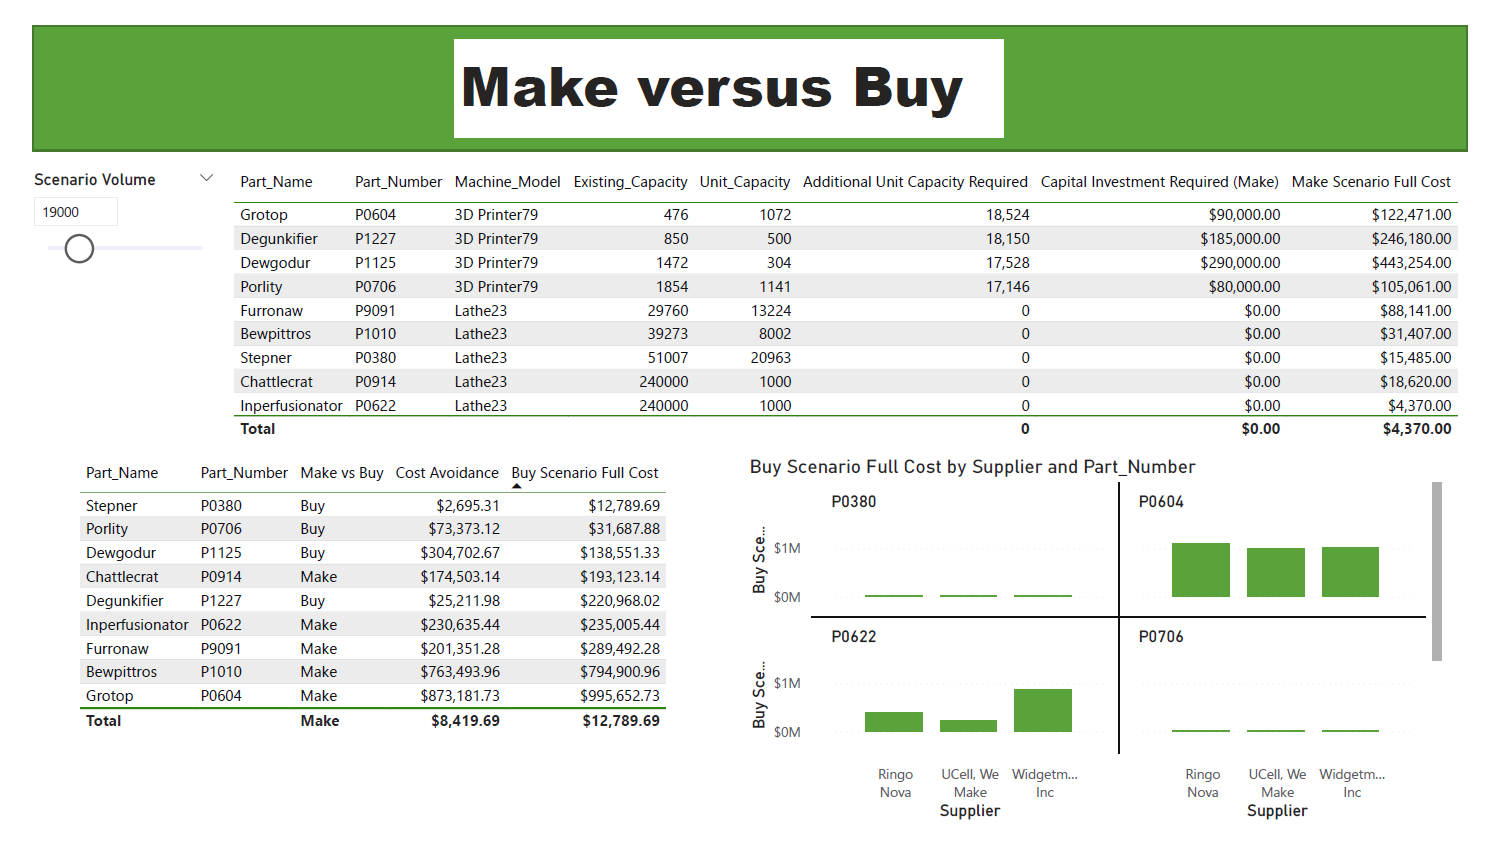 Make versus Buy
Scenario Volume
19000
Part_Name Part_Number Machine_Model Existing_Capacity Unit_Capacity Additional Unit Capacity Required Capital Investment Required (Make) Make Scenario Full Cost
Grotop P0604 3D Printer79 476 1072 18,524 $90,000.00 $122,471.00
Degunkifier P1227 3D Printer79 850 500 18,150 $185,000.00 $246,180.00
Dewgodur P1125 3D Printer79 1472 304 17,528 $290,000.00 $443,254.00
Porlity P0706 3D Printer79 1854 1141 17,146 $80,000.00 $105,061.00
Furronaw P9091 Lathe23 29760 13224 0 $0.00 $88,141.00
Bewpittros P1010 Lathe23 39273 8002 0 $0.00 $31,407.00
Stepner P0380 Lathe23 51007 20963 0 $0.00 $15,485.00
Chattlecrat P0914 Lathe23 240000 1000 0 $0.00 $18,620.00
Inperfusionator P0622 Lathe23 240000 1000 0 $0.00 $4,370.00
Total 0 $0.00 $4,370.00
Part_Name Part_Number Make vs Buy Cost Avoidance Buy Scenario Full Cost
Stepner P0380 Buy $2,695.31 $12,789.69
Porlity P0706 Buy $73,373.12 $31,687.88
Dewgodur P1125 Buy $304,702.67 $138,551.33
Chattlecrat P0914 Make $174,503.14 $193,123.14
Degunkifier P1227 Buy $25,211.98 $220,968.02
Inperfusionator P0622 Make $230,635.44 $235,005.44
Furronaw P9091 Make $201,351.28 $289,492.28
Bewpittros P1010 Make $763,493.96 $794,900.96
Grotop P0604 Make $873,181.73 $995,652.73
Total Make $8,419.69 $12,789.69
Buy Scenario Full Cost by Supplier and Part_Number
P0380 P0604
Buy Sce...
$1M
$0M
P0622 P0706
Buy Sce...
$1M
$0M
Ringo UCell, We Widgetm... Ringo UCell, We Widgetm...
Nova Make Inc Nova Make Inc
Supplier Supplier